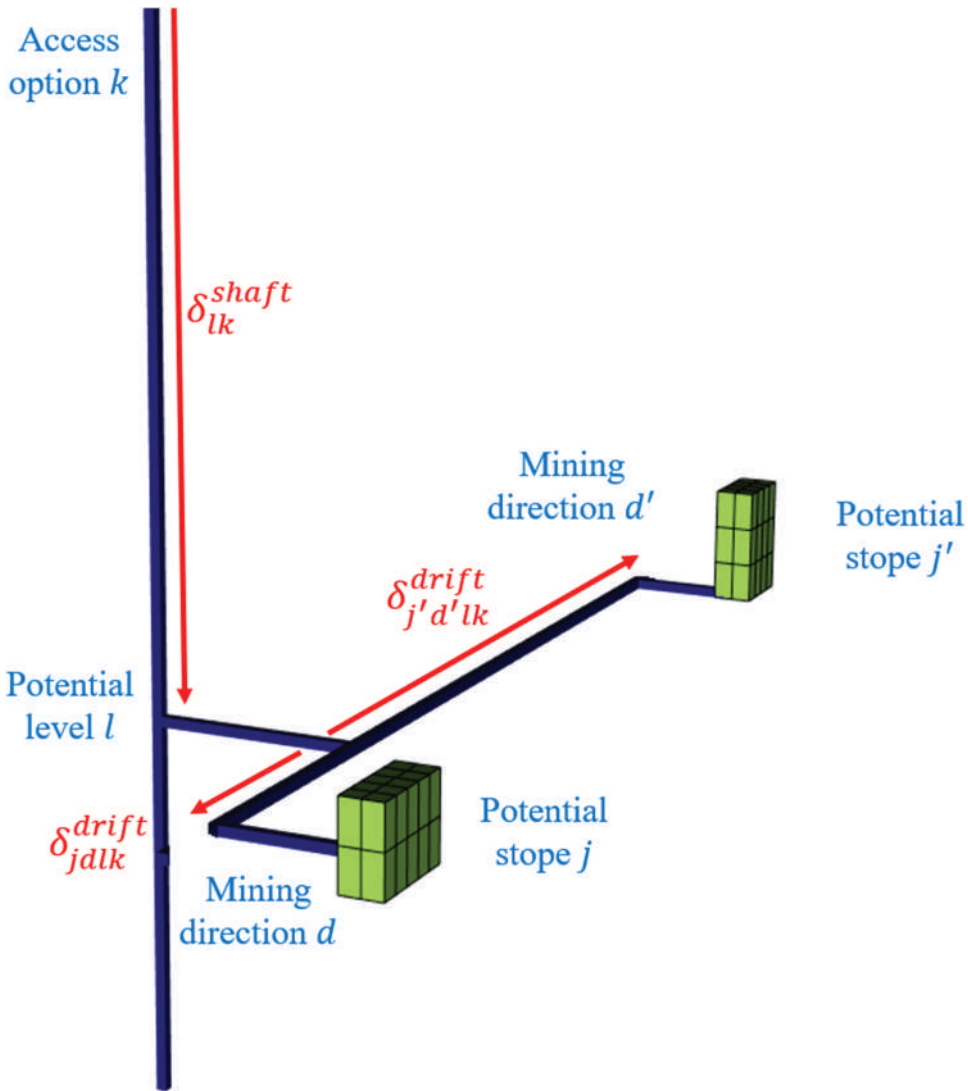 Access
option k
δ_{lk}^{shaft}
Mining
direction d′
Potential
stope j′
δ_{j′d′lk}^{drift}
Potential
level l
δ_{jdlk}^{drift}
Potential
stope j
Mining
direction d